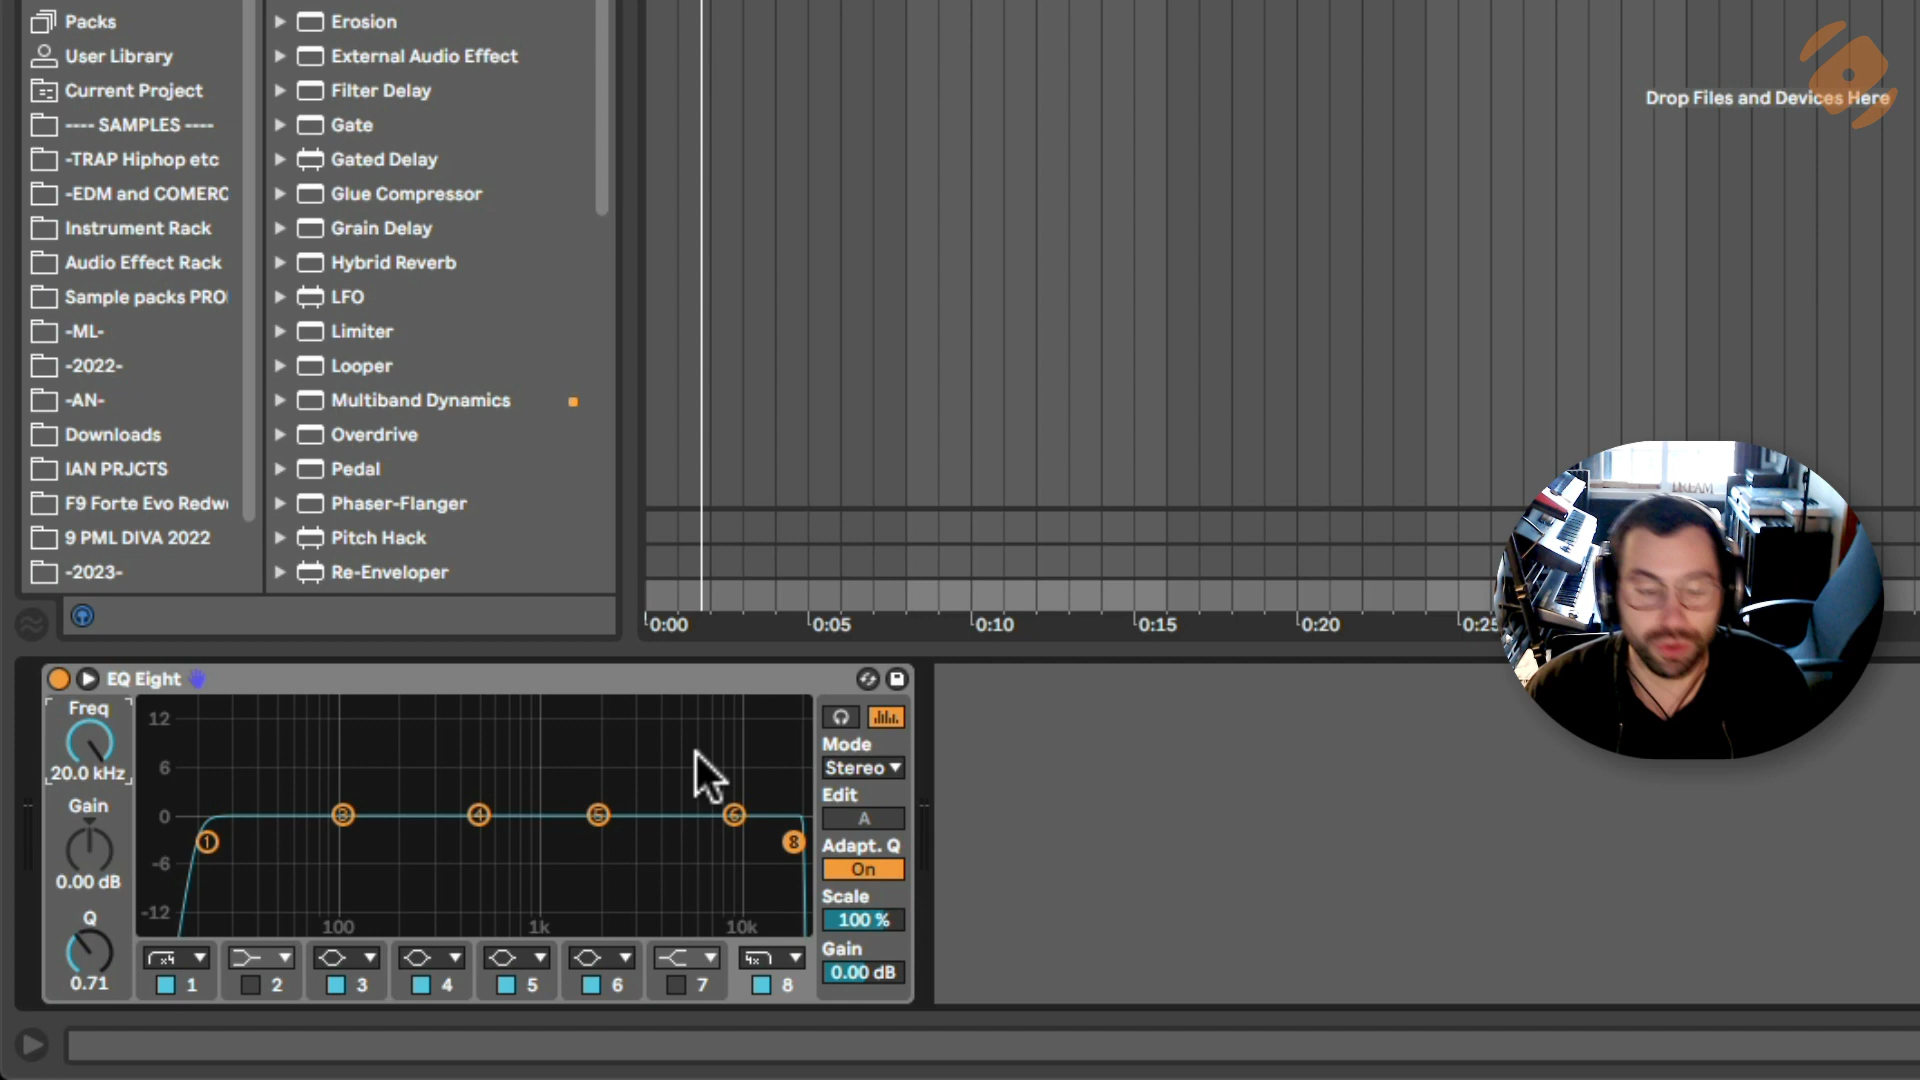 Packs
User Library
Current Project
---- SAMPLES ----
-TRAP Hiphop etc
-EDM and COMERC
Instrument Rack
Audio Effect Rack
Sample packs PRO
-ML-
-2022-
-AN-
Downloads
IAN PRJCTS
F9 Forte Evo Redw
9 PML DIVA 2022
-2023-
Erosion
External Audio Effect
Filter Delay
Gate
Gated Delay
Glue Compressor
Grain Delay
Hybrid Reverb
LFO
Limiter
Looper
Multiband Dynamics
Overdrive
Pedal
Phaser-Flanger
Pitch Hack
Re-Enveloper
Drop Files and Devices Here
DREAM
0:00 0:05 0:10 0:15 0:20 0:25
EQ Eight
Freq
20.0 kHz
Gain
0.00 dB
Q
0.71
12
6
0
-6
-12
100 1k 10k
1 3 4 5 6 8
x4 4x
1 2 3 4 5 6 7 8
Mode
Stereo
Edit
A
Adapt. Q
On
Scale
100 %
Gain
0.00 dB